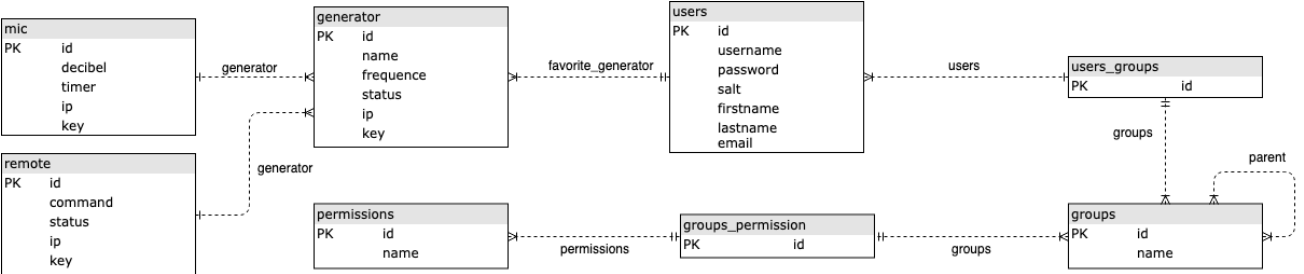 mic
PK id
decibel
timer
ip
key
generator
generator
PK id
name
frequence
status
ip
key
favorite_generator
users
PK id
username
password
salt
firstname
lastname
email
users
users_groups
PK id
groups
parent
remote
PK id
command
status
ip
key
generator
permissions
PK id
name
permissions
groups_permission
PK id
groups
groups
PK id
name